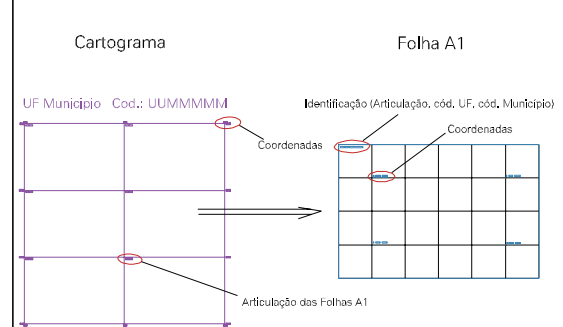 Cartograma
Folha A1
UF Município Cod.: UUMMMMM
Identificação (Articulação, cód. UF, cód. Município)
Coordenadas
Coordenadas
Articulação das Folhas A1